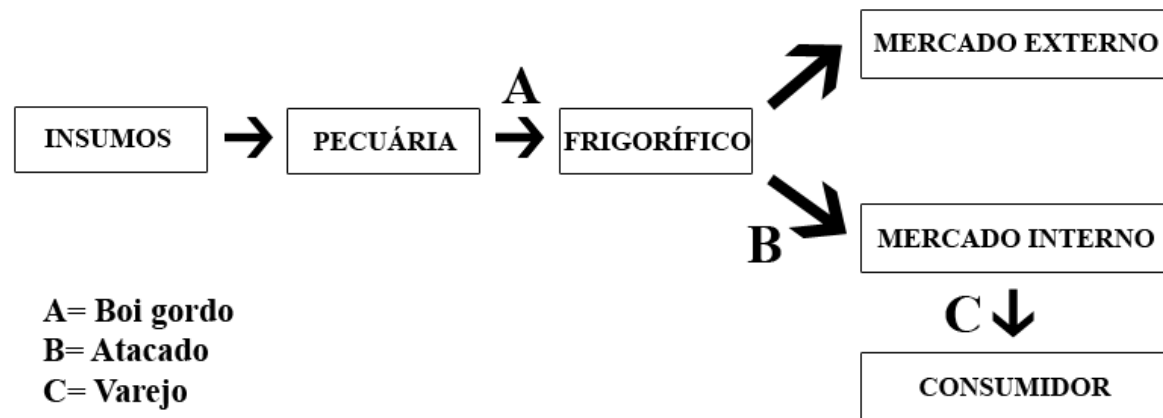 MERCADO EXTERNO
A
INSUMOS
PECUÁRIA
FRIGORÍFICO
B
MERCADO INTERNO
C
CONSUMIDOR
A= Boi gordo
B= Atacado
C= Varejo